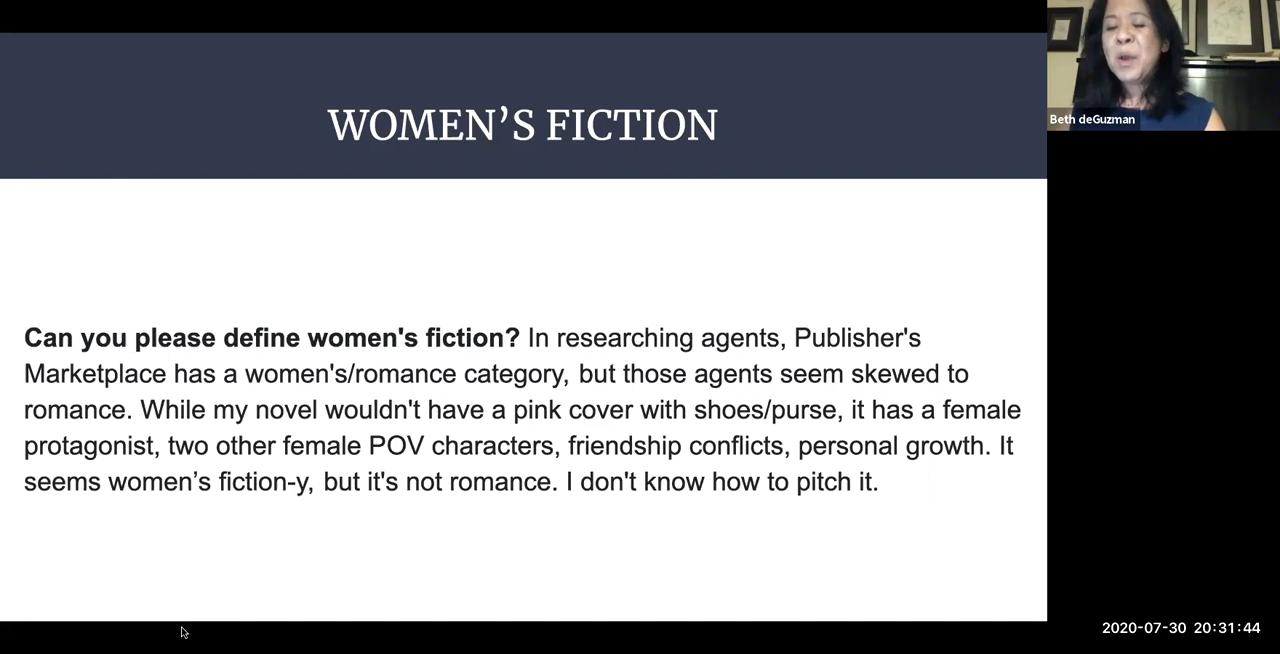 WOMEN’S FICTION
Beth deGuzman
Can you please define women's fiction? In researching agents, Publisher's
Marketplace has a women's/romance category, but those agents seem skewed to
romance. While my novel wouldn't have a pink cover with shoes/purse, it has a female
protagonist, two other female POV characters, friendship conflicts, personal growth. It
seems women’s fiction-y, but it's not romance. I don't know how to pitch it.
2020-07-30 20:31:44